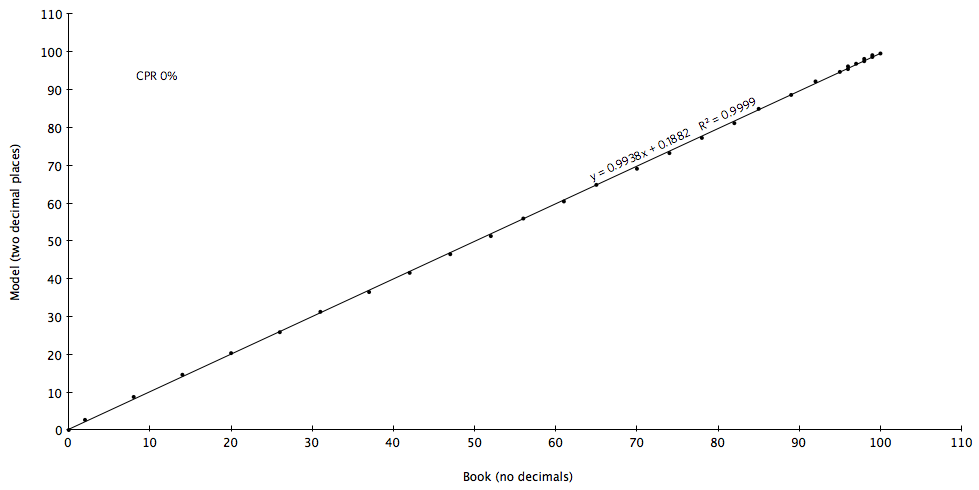 110
100
CPR 0%
90
80
y = 0.9938x + 0.1882 R² = 0.9999
70
60
50
40
30
20
10
0
Model (two decimal places)
0 10 20 30 40 50 60 70 80 90 100 110
Book (no decimals)